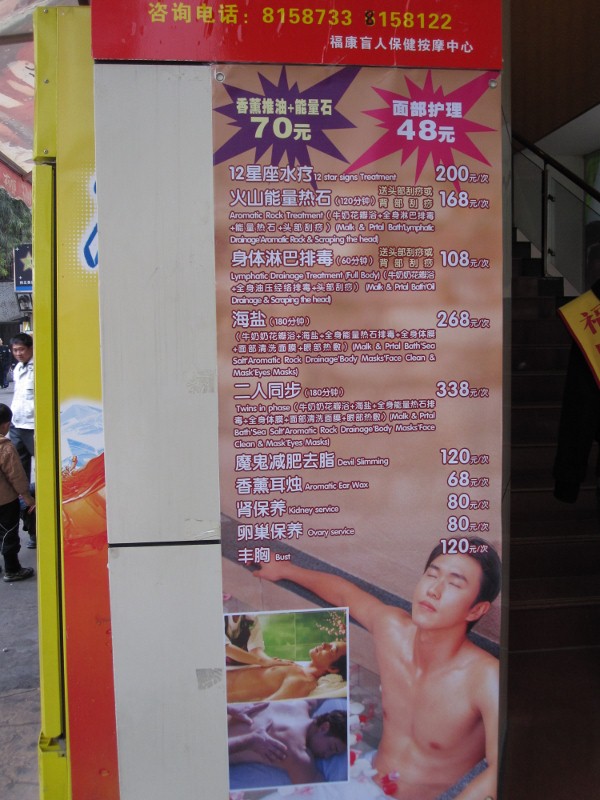 咨询电话：8158733 8158122
福康盲人保健按摩中心
香薰推油+能量石
70元
面部护理
48元
12星座水疗 12 star signs Treatment 200元/次
火山能量热石（120分钟）送头部刮痧或背部刮痧 168元/次
Aromatic Rock Treatment（牛奶花瓣浴+全身淋巴排毒
+能量热石+头部刮痧）(Malk & Prtal Bath'Lymphatic
Drainage'Aromatic Rock & Scraping the head)
身体淋巴排毒（60分钟）送头部刮痧或背部刮痧 108元/次
Lymphatic Drainage Treatment (Full Body)（牛奶花瓣浴
+全身油压经络排毒+头部刮痧）(Malk & Prtal Bath'Oil
Drainage & Scraping the head)
海盐（180分钟） 268元/次
（牛奶奶花瓣浴+海盐+全身能量热石排毒+全身体膜
+面部清洗面膜+眼部热敷）(Malk & Prtal Bath'Sea
Salt'Aromatic Rock Drainage'Body Masks'Face Clean &
Mask'Eyes Masks)
二人同步（180分钟） 338元/次
Twins in phase（牛奶奶花瓣浴+海盐+全身能量热石排
毒+全身体膜+面部清洗面膜+眼部热敷）(Malk & Prtal
Bath'Sea Salt'Aromatic Rock Drainage'Body Masks'Face
Clean & Mask'Eyes Masks)
魔鬼减肥去脂 Devil Slimming 120元/次
香薰耳烛 Aromatic Ear Wax 68元/次
肾保养 Kidney service 80元/次
卵巢保养 Ovary service 80元/次
丰胸 Bust 120元/次
福